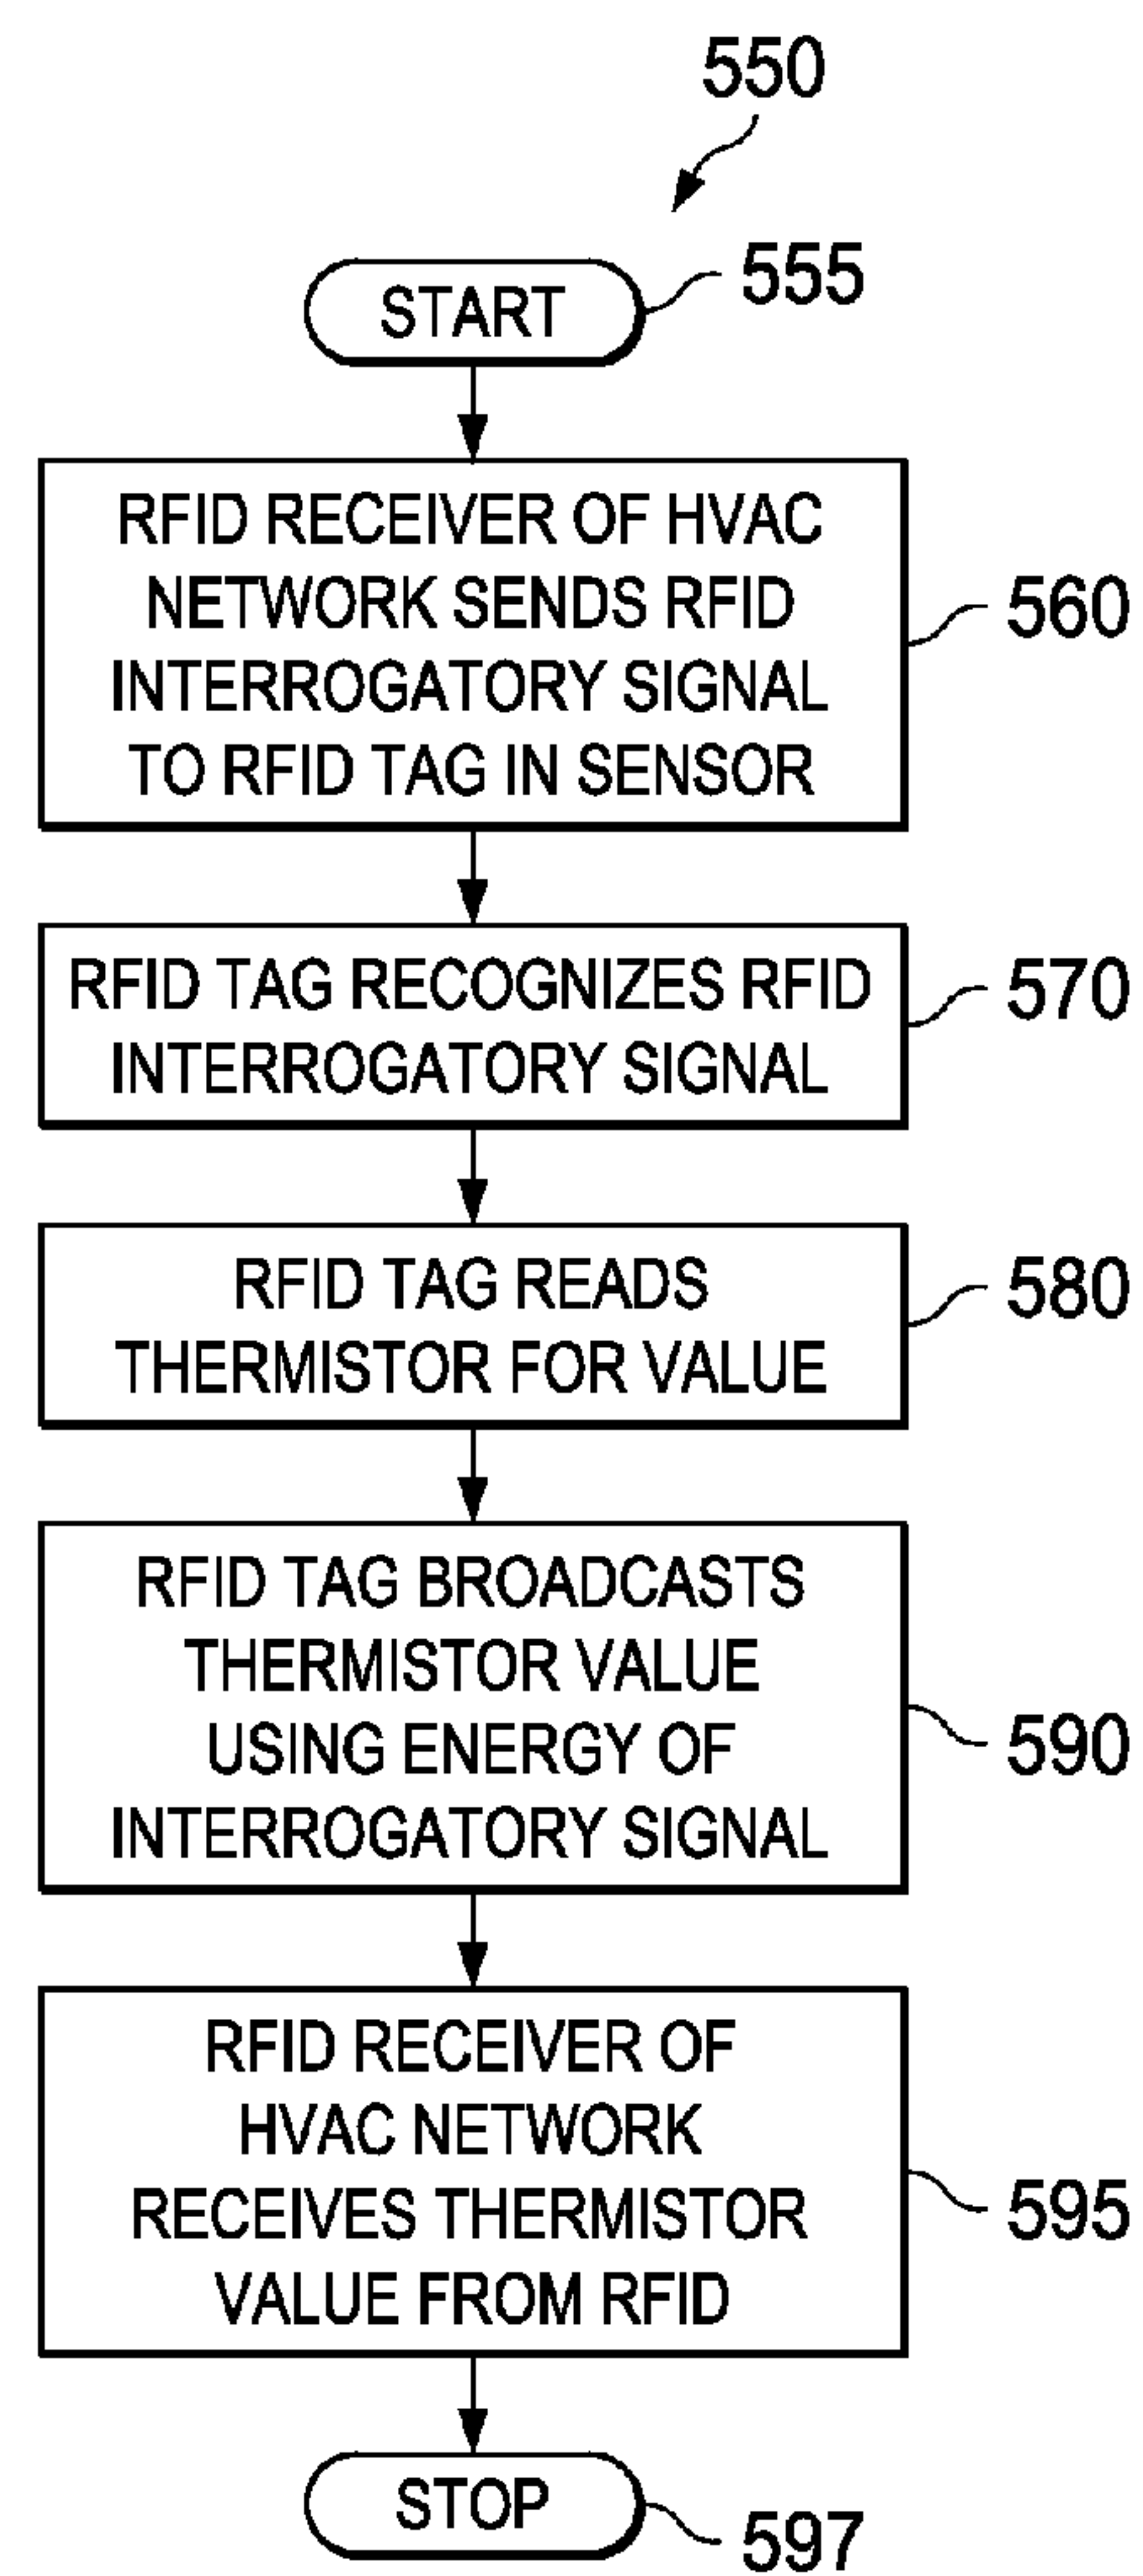 550
START
555
RFID RECEIVER OF HVAC
NETWORK SENDS RFID
INTERROGATORY SIGNAL
TO RFID TAG IN SENSOR
560
RFID TAG RECOGNIZES RFID
INTERROGATORY SIGNAL
570
RFID TAG READS
THERMISTOR FOR VALUE
580
RFID TAG BROADCASTS
THERMISTOR VALUE
USING ENERGY OF
INTERROGATORY SIGNAL
590
RFID RECEIVER OF
HVAC NETWORK
RECEIVES THERMISTOR
VALUE FROM RFID
595
STOP
597